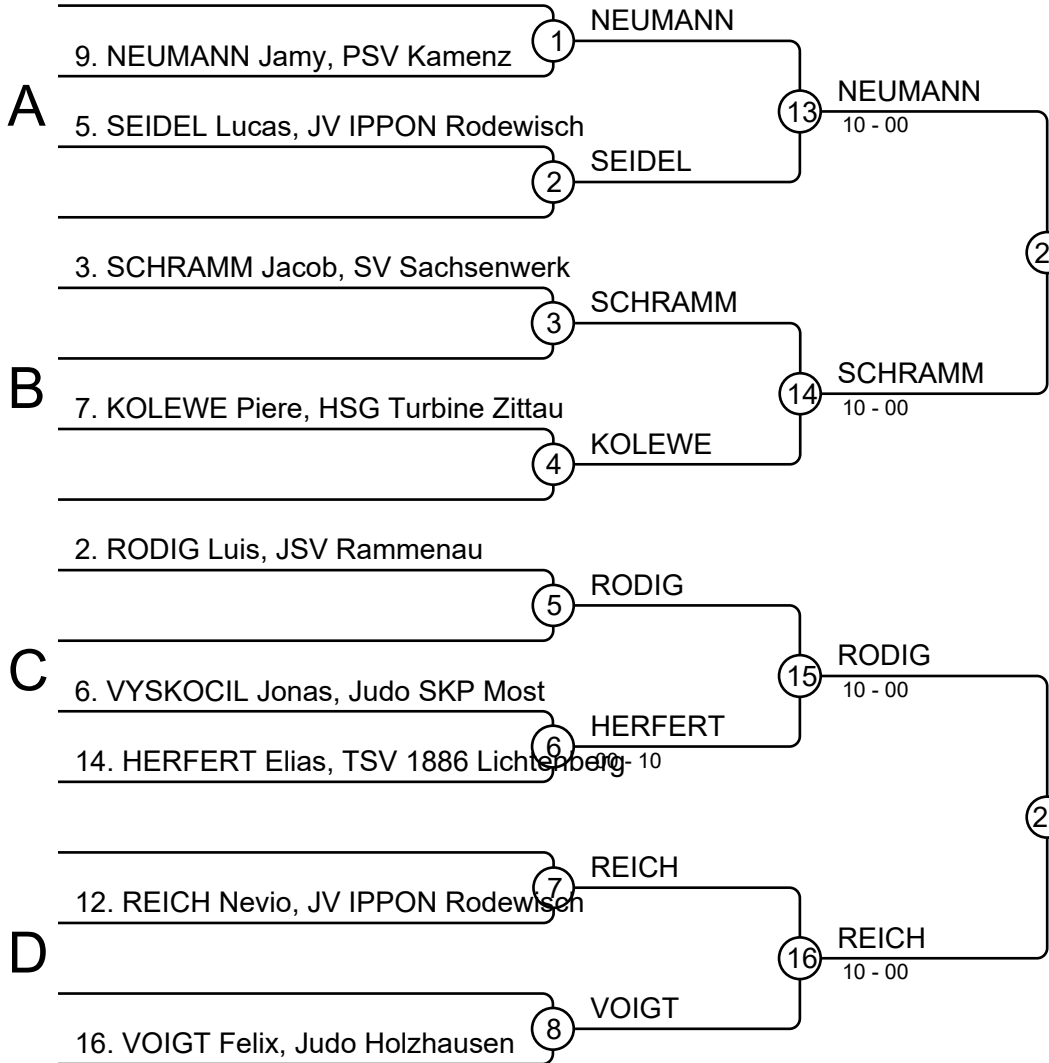 NEUMANN
1
9. NEUMANN Jamy, PSV Kamenz
A
NEUMANN
13
10 - 00
5. SEIDEL Lucas, JV IPPON Rodewisch
SEIDEL
2
3. SCHRAMM Jacob, SV Sachsenwerk
2
SCHRAMM
3
B
SCHRAMM
14
10 - 00
7. KOLEWE Piere, HSG Turbine Zittau
KOLEWE
4
2. RODIG Luis, JSV Rammenau
RODIG
5
C
RODIG
15
10 - 00
6. VYSKOCIL Jonas, Judo SKP Most
HERFERT
6
14. HERFERT Elias, TSV 1886 Lichtenberg
00 - 10
2
REICH
7
12. REICH Nevio, JV IPPON Rodewisch
D
REICH
16
10 - 00
VOIGT
8
16. VOIGT Felix, Judo Holzhausen